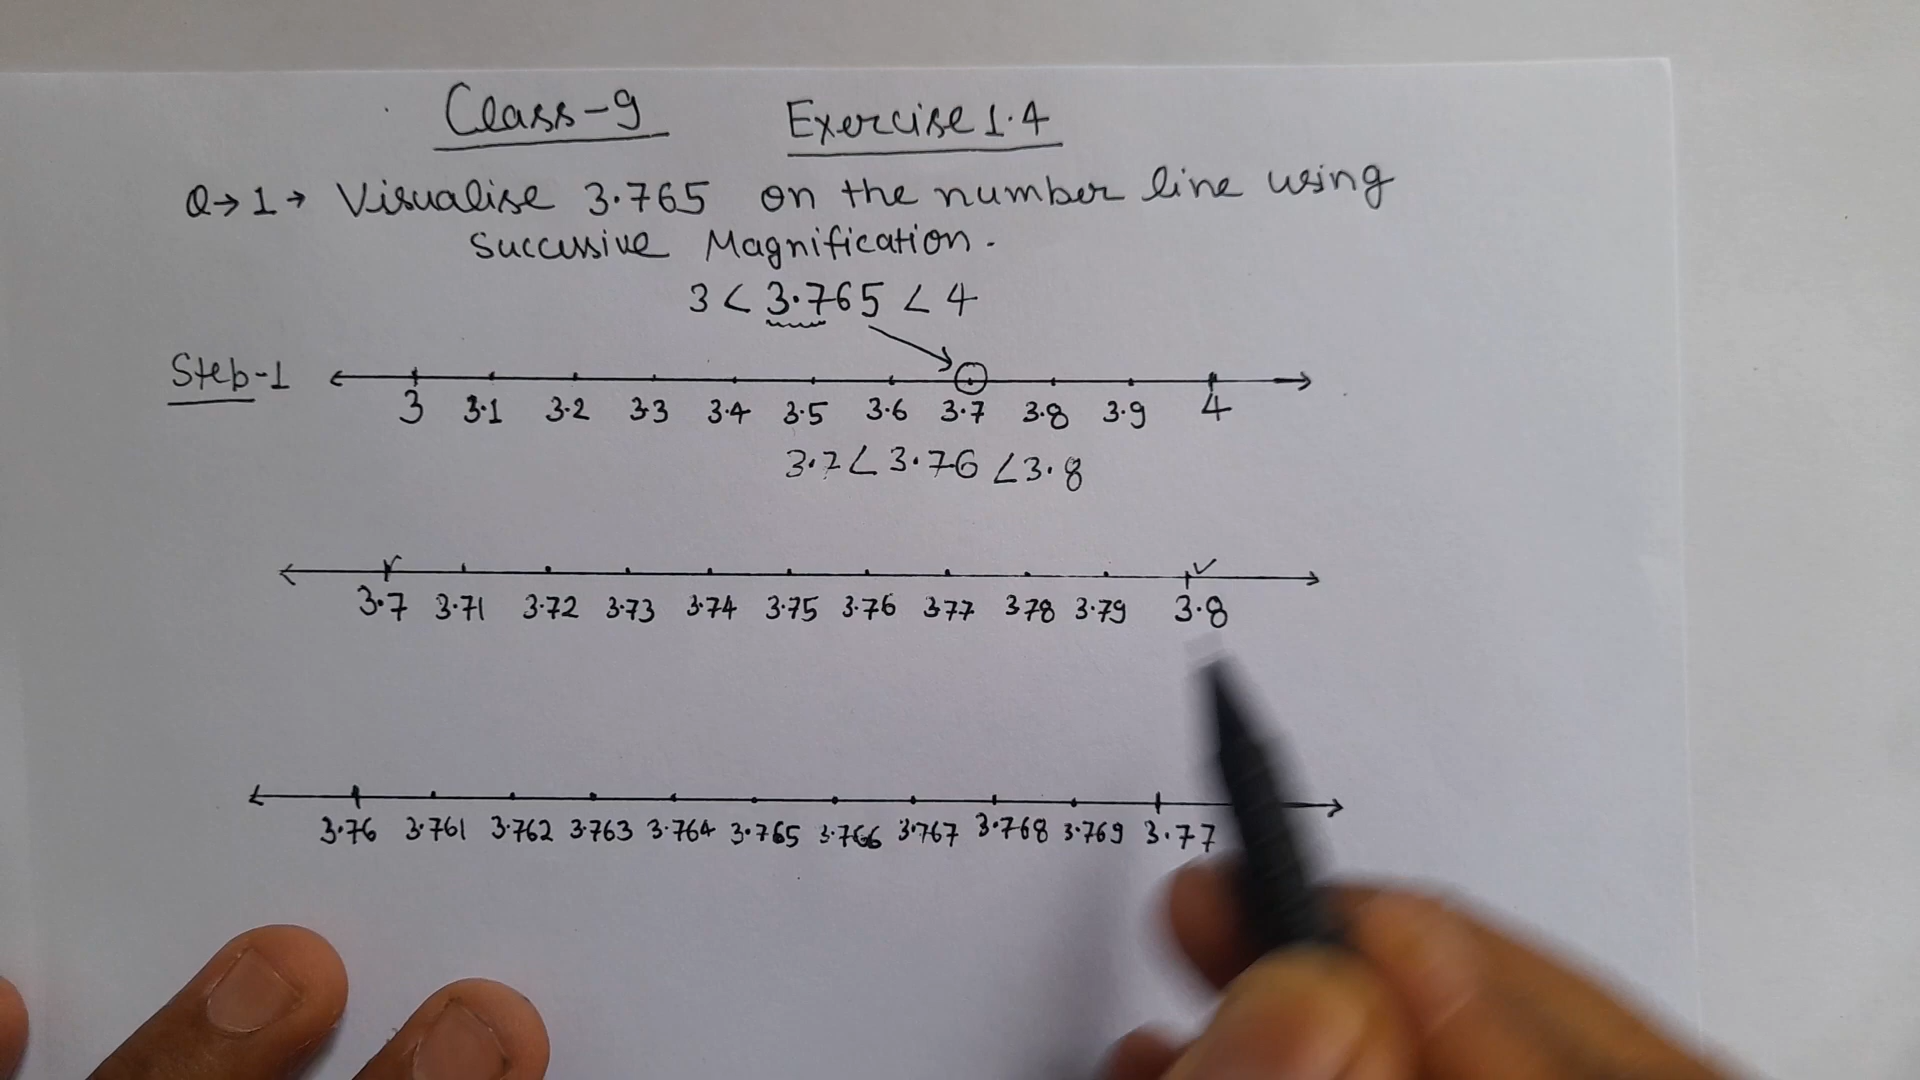 Class-9 Exercise 1.4
Q→1→ Visualise 3.765 on the number line using
Successive Magnification.
3 < 3.765 < 4
Step-1
3 3.1 3.2 3.3 3.4 3.5 3.6 3.7 3.8 3.9 4
3.7 < 3.76 < 3.8
3.7 3.71 3.72 3.73 3.74 3.75 3.76 3.77 3.78 3.79 3.8
3.76 3.761 3.762 3.763 3.764 3.765 3.766 3.767 3.768 3.769 3.77